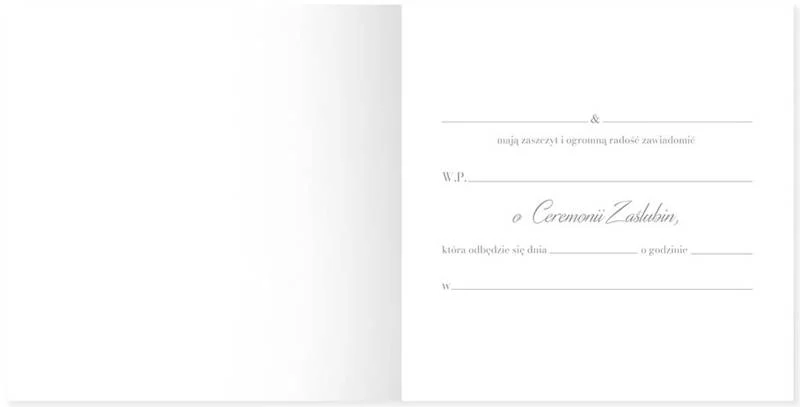 &
mają zaszczyt i ogromną radość zawiadomić
W.P.
o Ceremonii Zaślubin,
która odbędzie się dnia o godzinie
w